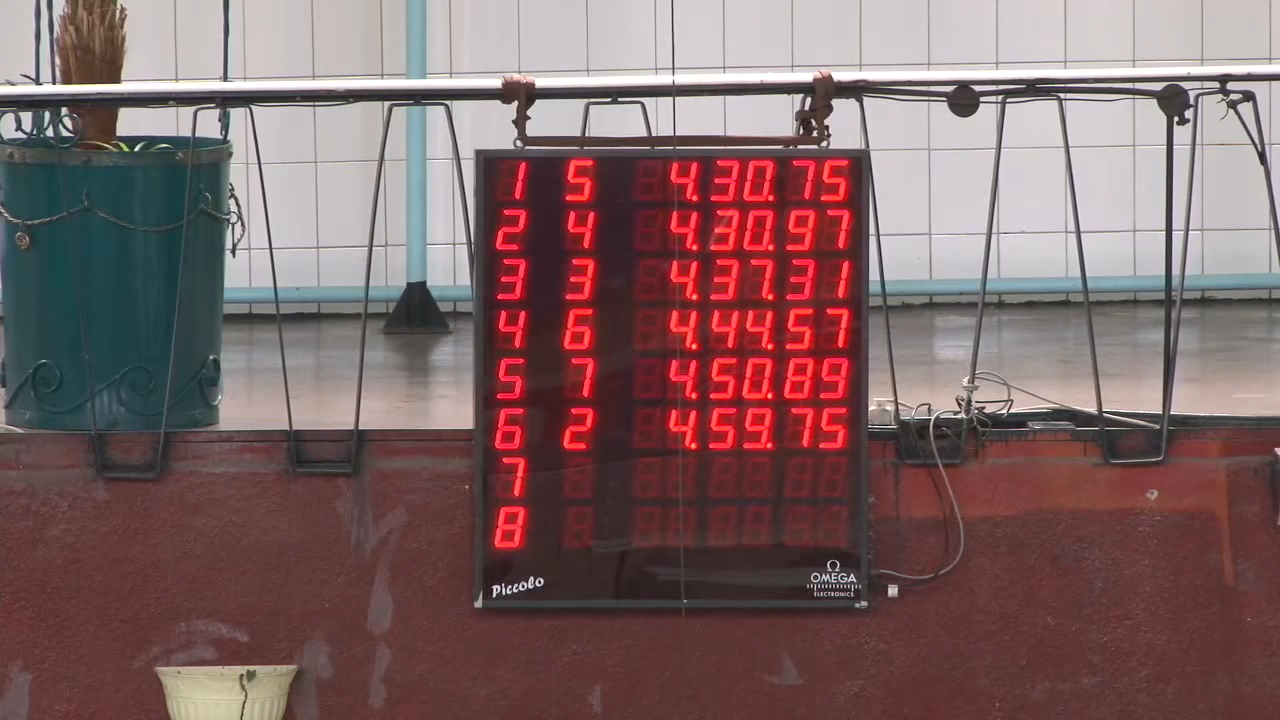 1 5 4.30.75
2 4 4.30.97
3 3 4.37.31
4 6 4.44.57
5 7 4.50.89
6 2 4.59.75
7
8
Piccolo
Ω
OMEGA
ELECTRONICS